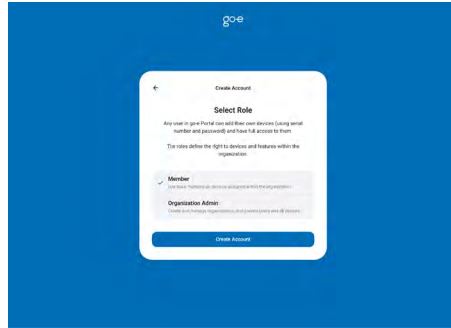 go-e
Create Account
Select Role
Any user in go-e Portal can add their own devices (using serial
number and password) and have full access to them
The roles define the right to devices and features within the
organization.
Member
Organization Admin
Create Account